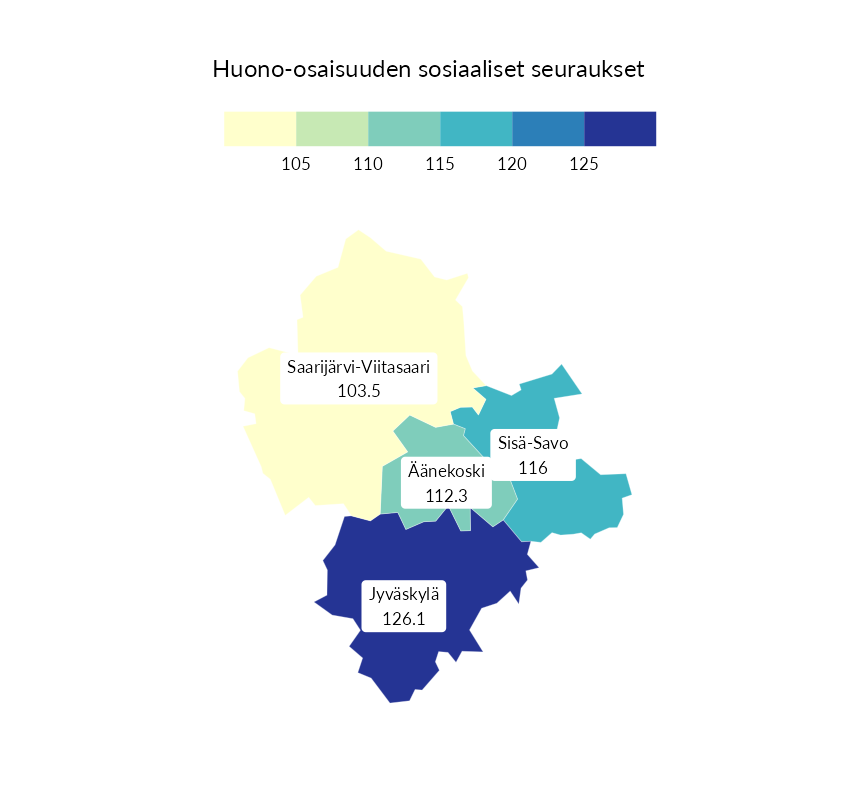 Huono-osaisuuden sosiaaliset seuraukset
105 110 115 120 125
Saarijärvi-Viitasaari
103.5
Sisä-Savo
116
Äänekoski
112.3
Jyväskylä
126.1